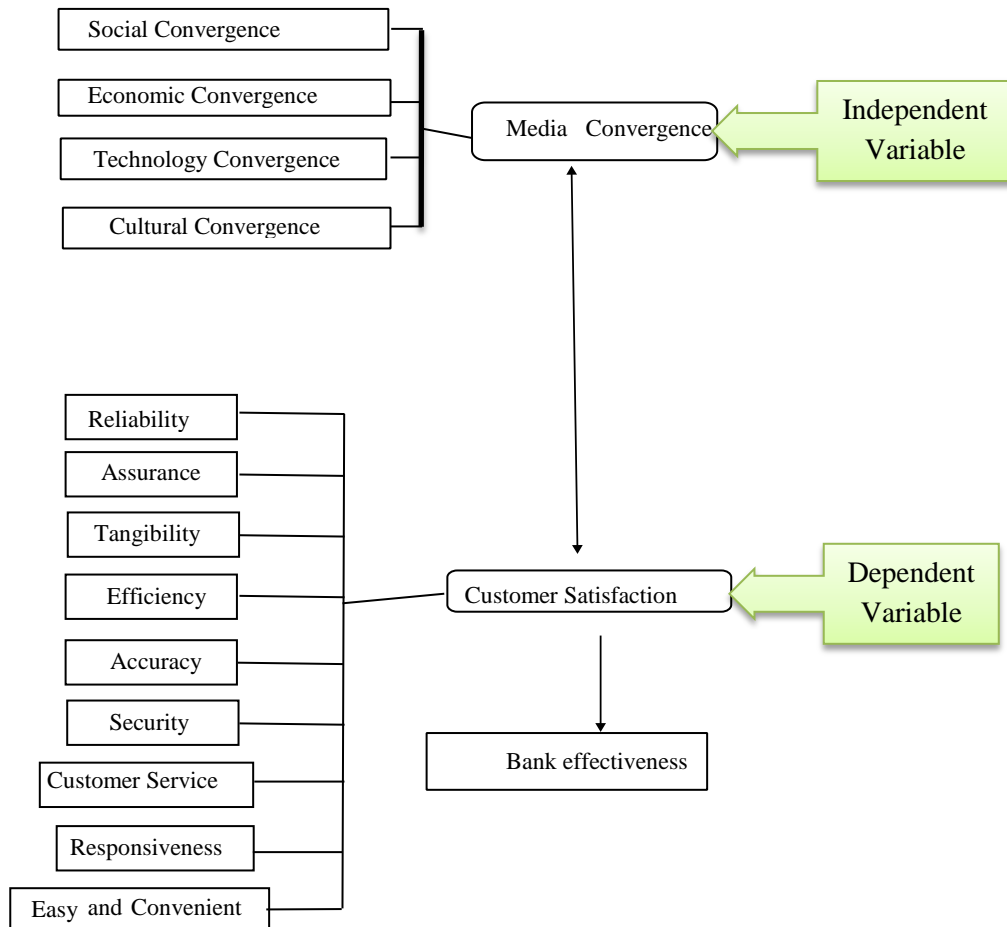 Social Convergence
Economic Convergence
Technology Convergence
Cultural Convergence
Media Convergence
Independent
Variable
Reliability
Assurance
Tangibility
Efficiency
Accuracy
Security
Customer Service
Responsiveness
Easy and Convenient
Customer Satisfaction
Dependent
Variable
Bank effectiveness